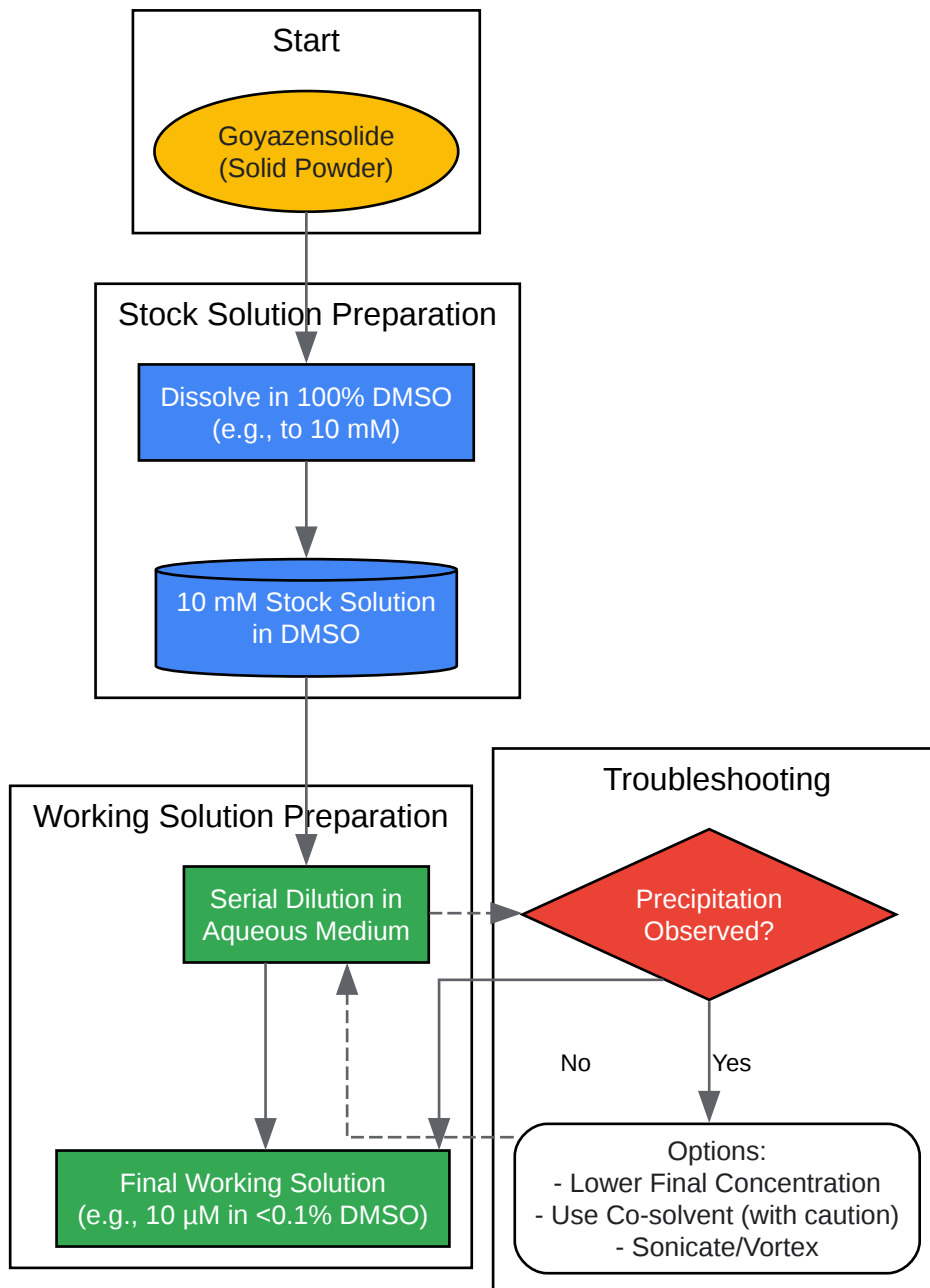 Start
Goyazensolide
(Solid Powder)
Stock Solution Preparation
Dissolve in 100% DMSO
(e.g., to 10 mM)
10 mM Stock Solution
in DMSO
Working Solution Preparation
Serial Dilution in
Aqueous Medium
Final Working Solution
(e.g., 10 µM in <0.1% DMSO)
Troubleshooting
Precipitation
Observed?
No
Yes
Options:
- Lower Final Concentration
- Use Co-solvent (with caution)
- Sonicate/Vortex